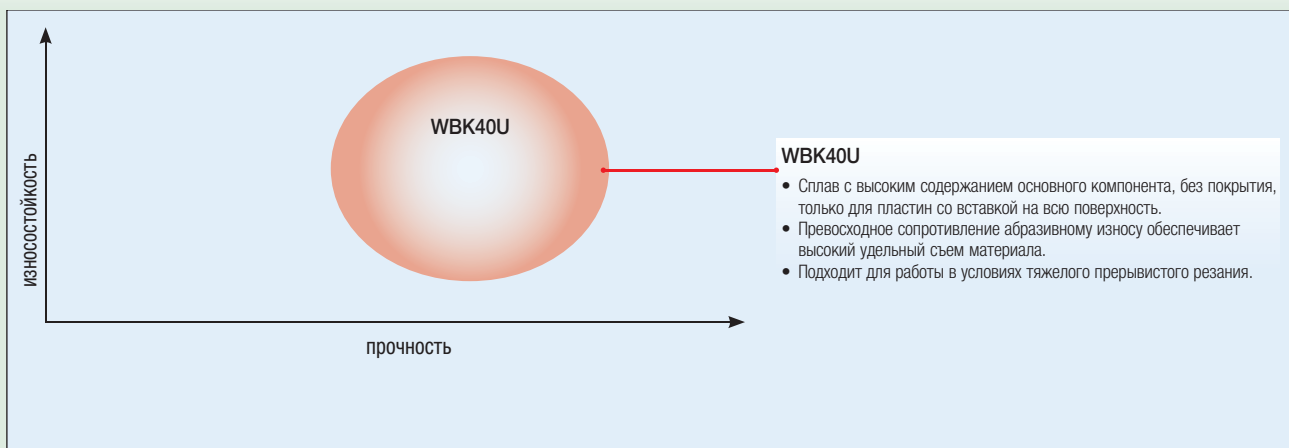 износостойкость
WBK40U
прочность
WBK40U
• Сплав с высоким содержанием основного компонента, без покрытия,
только для пластин со вставкой на всю поверхность.
• Превосходное сопротивление абразивному износу обеспечивает
высокий удельный съем материала.
• Подходит для работы в условиях тяжелого прерывистого резания.